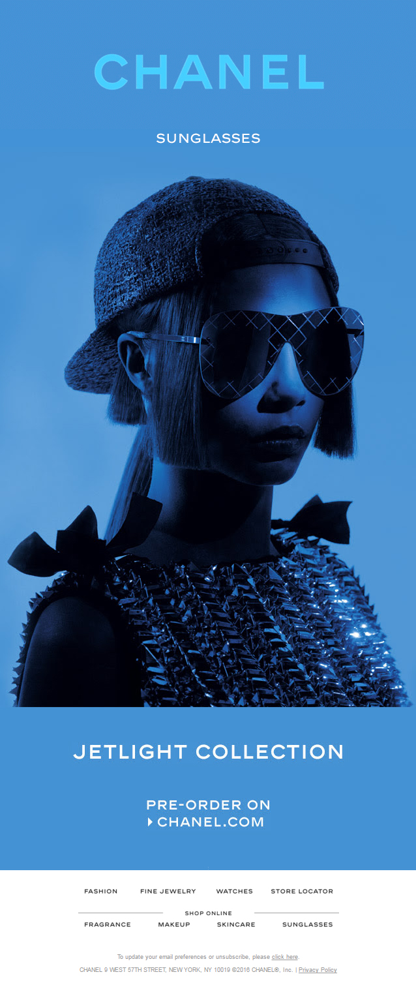 CHANEL
SUNGLASSES
JETLIGHT COLLECTION
PRE-ORDER ON
CHANEL.COM
FASHION FINE JEWELRY WATCHES STORE LOCATOR
SHOP ONLINE
FRAGRANCE MAKEUP SKINCARE SUNGLASSES
To update your email preferences or unsubscribe, please click here.
CHANEL 9 WEST 57TH STREET, NEW YORK, NY 10019 ©2016 CHANEL®, Inc. | Privacy Policy